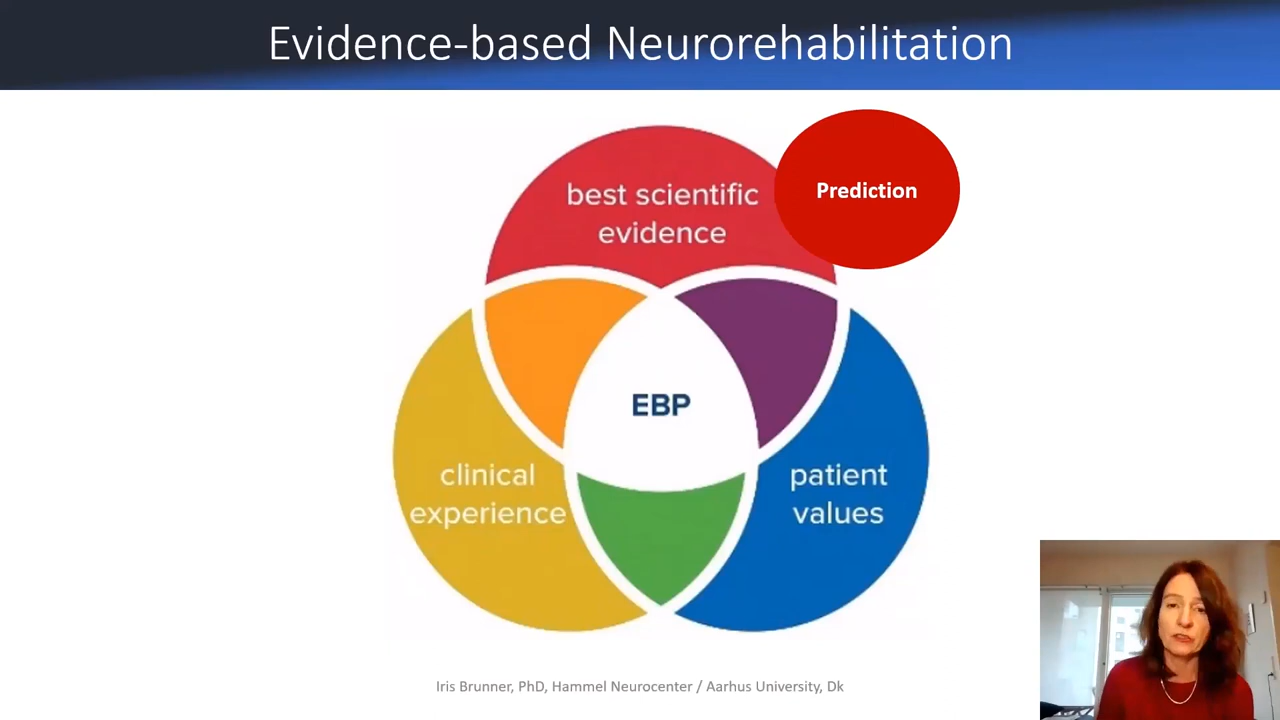 Evidence-based Neurorehabilitation
best scientific
evidence
Prediction
EBP
clinical
experience
patient
values
Iris Brunner, PhD, Hammel Neurocenter / Aarhus University, Dk